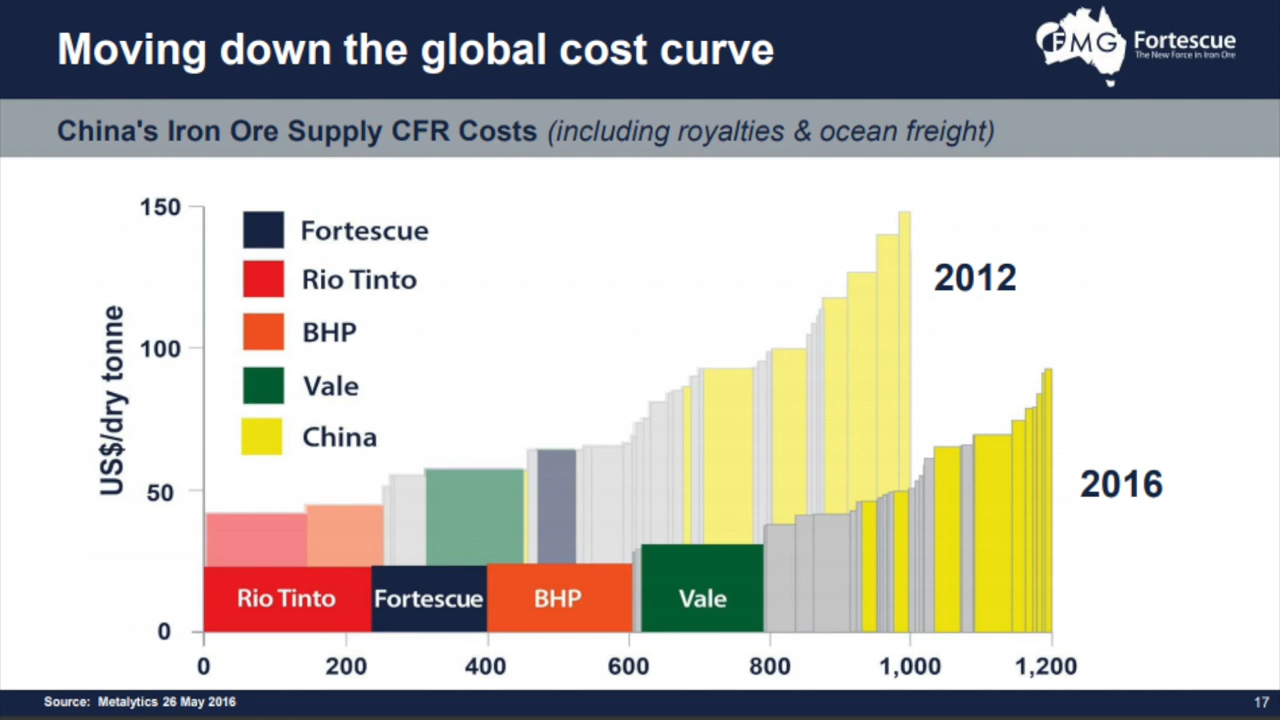 Moving down the global cost curve
FMG Fortescue
The New Force in Iron Ore
China's Iron Ore Supply CFR Costs (including royalties & ocean freight)
US$/dry tonne
150
100
50
0
Fortescue
Rio Tinto
BHP
Vale
China
2012
2016
Rio Tinto
Fortescue
BHP
Vale
0 200 400 600 800 1,000 1,200
Source: Metalytics 26 May 2016
17